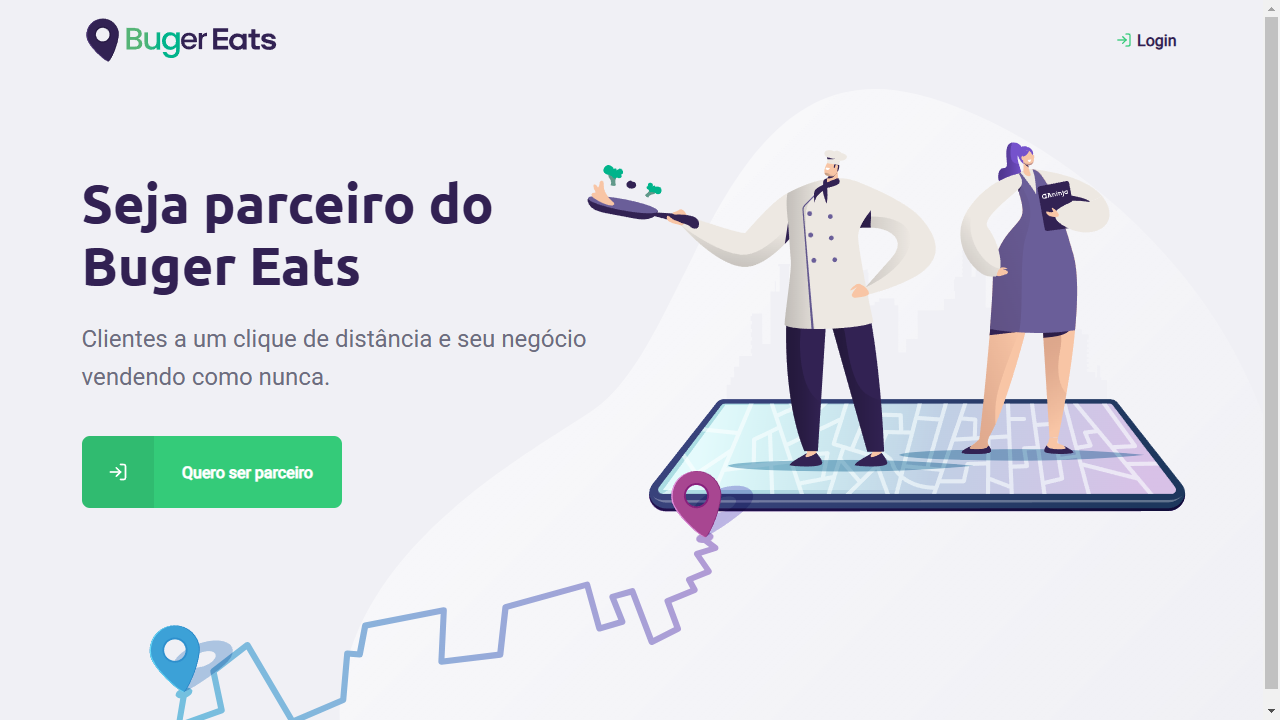 Buger Eats
Login
QAninja
Seja parceiro do
Buger Eats
Clientes a um clique de distância e seu negócio
vendendo como nunca.
Quero ser parceiro